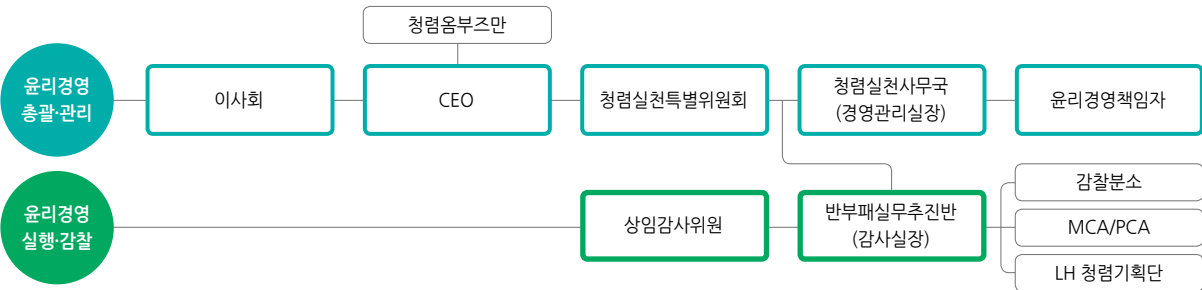 청렴옴부즈만
윤리경영
총괄·관리
이사회
CEO
청렴실천특별위원회
청렴실천사무국
(경영관리실장)
윤리경영책임자
윤리경영
실행·감찰
상임감사위원
반부패실무추진반
(감사실장)
감찰분소
MCA/PCA
LH 청렴기획단